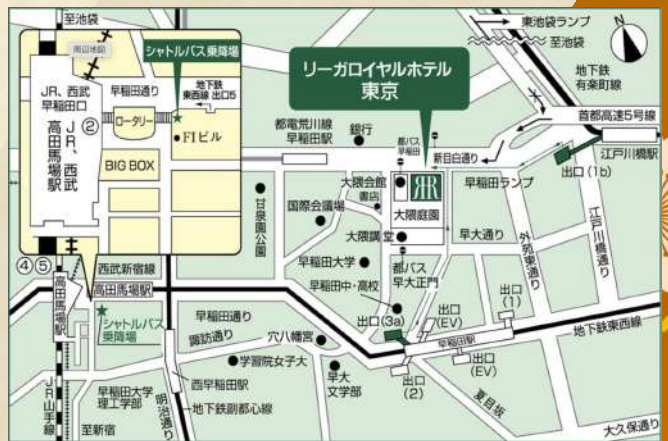 至池袋
周辺地図
シャトルバス乗降場
早稲田通り
地下鉄
東西線 出口5
JR、西武
早稲田口
②
ロータリー
FIビル
JR、西武
高田馬場駅
BIG BOX
④⑤
リーガロイヤルホテル
東京
東池袋ランプ
至池袋
N
地下鉄
有楽町線
首都高速5号線
都電荒川線
早稲田駅
銀行
都バス
早稲田
新目白通り
江戸川橋駅
出口(1b)
早稲田ランプ
大隈会館
書店
大隈庭園
国際会議場
甘泉園公園
大隈講堂
早大通り
外苑東通り
江戸川橋通り
早稲田大学
都バス
早大正門
早稲田中・高校
西武新宿線
高田馬場駅
高田馬場駅
シャトルバス
乗降場
早稲田通り
諏訪通り
穴八幡宮
出口(3a)
出口
(EV)
出口
(1)
早稲田駅
地下鉄東西線
学習院女子大
西早稲田駅
早大
文学部
出口
(2)
出口
(EV)
夏目坂
早稲田大学
理工学部
明治通り
地下鉄副都心線
JR山手線
至新宿
大久保通り